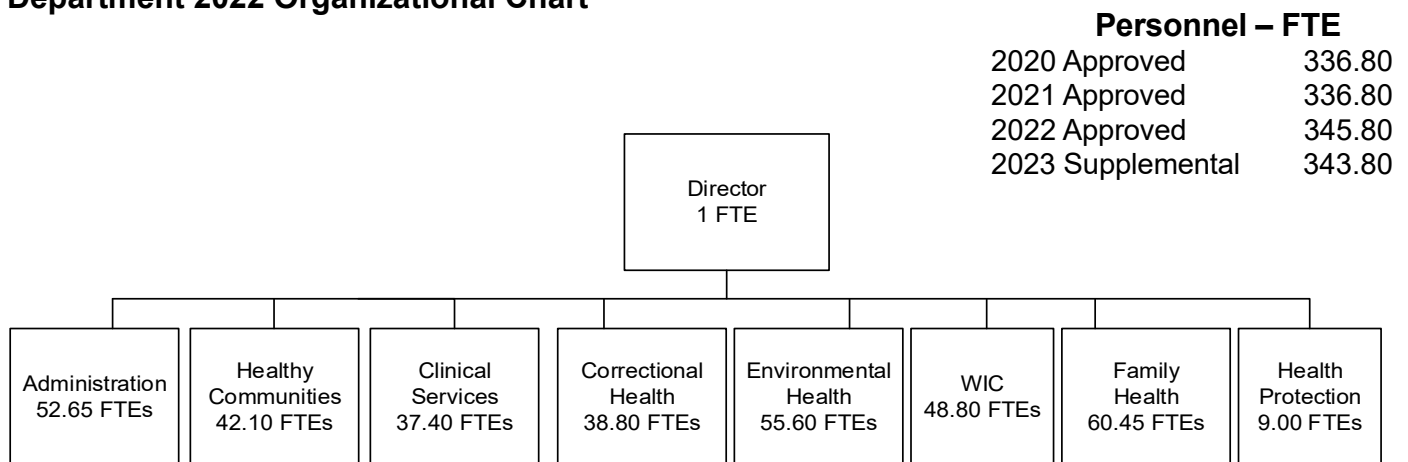 Department 2022 Organizational Chart
Personnel – FTE
2020 Approved 336.80
2021 Approved 336.80
2022 Approved 345.80
2023 Supplemental 343.80
Director
1 FTE
Administration
52.65 FTEs
Healthy
Communities
42.10 FTEs
Clinical
Services
37.40 FTEs
Correctional
Health
38.80 FTEs
Environmental
Health
55.60 FTEs
WIC
48.80 FTEs
Family
Health
60.45 FTEs
Health
Protection
9.00 FTEs